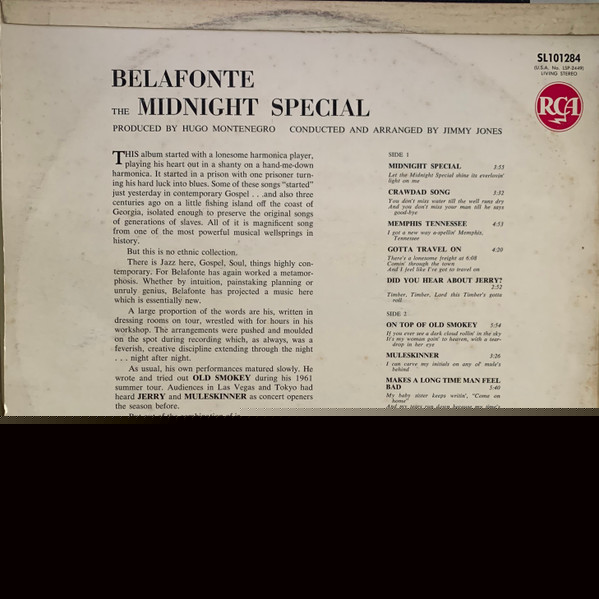 SL101284
(U.S.A. No. LSP-2449)
LIVING STEREO
RCA
BELAFONTE
THE MIDNIGHT SPECIAL
PRODUCED BY HUGO MONTENEGRO CONDUCTED AND ARRANGED BY JIMMY JONES
THIS album started with a lonesome harmonica player,
playing his heart out in a shanty on a hand-me-down
harmonica. It started in prison with one prisoner turn-
ing his hard luck into blues. Some of these songs "started"
just yesterday in contemporary Gospel . . .and also three
centuries ago on a little fishing island off the coast of
Georgia, isolated enough to preserve the original songs
of generations of slaves. All of it is magnificent song
from one of the most powerful musical wellsprings in
history.
But this is no ethnic collection.
There is Jazz here, Gospel, Soul, things highly con-
temporary. For Belafonte has again worked a metamor-
phosis. Whether by intuition, painstaking planning or
unruly genius, Belafonte has projected a music here
which is essentially new.
A large proportion of the words are his, written in
dressing rooms on tour, wrestled with for hours in his
workshop. The arrangements were pushed and moulded
on the spot during recording which, as always, was a
feverish, creative discipline extending through the night
. . . night after night.
As usual, his own performances matured slowly. He
wrote and tried out OLD SMOKEY during his 1961
summer tour. Audiences in Las Vegas and Tokyo had
heard JERRY and MULESKINNER as concert openers
the season before.
SIDE 1
MIDNIGHT SPECIAL 3:55
Let the Midnight Special shine its everlovin'
light on me
CRAWDAD SONG 3:32
You don't miss water till the well runs dry
And you don't miss your man till he says
good-bye
MEMPHIS TENNESSEE 4:53
I got a new way a-spellin' Memphis,
Tennessee
GOTTA TRAVEL ON 4:20
There's a lonesome freight at 6:08
Comin' through the town
And I feel like I've got to travel on
DID YOU HEAR ABOUT JERRY?
2:52
Timber, Timber, Lord this Timber's gotta
roll
SIDE 2
ON TOP OF OLD SMOKEY 5:54
If you ever see a dark cloud rollin' in the sky
It's my woman goin' to heaven, with a tear-
drop in her eye
MULESKINNER 3:26
I can carve my initials on any ol' mule's
behind
MAKES A LONG TIME MAN FEEL
BAD 5:40
My baby sister keeps writin', "Come on
home"
And my tears run down because my time's